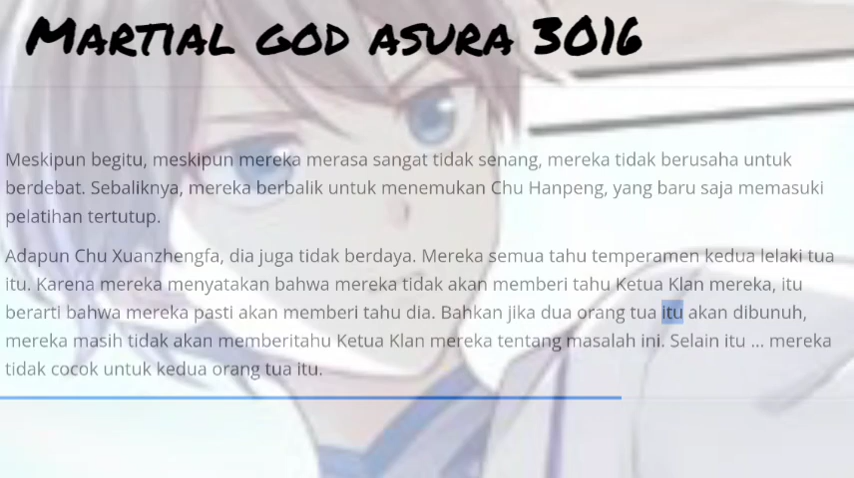 MARTIAL GOD ASURA 3016
Meskipun begitu, meskipun mereka merasa sangat tidak senang, mereka tidak berusaha untuk
berdebat. Sebaliknya, mereka berbalik untuk menemukan Chu Hanpeng, yang baru saja memasuki
pelatihan tertutup.
Adapun Chu Xuanzhengfa, dia juga tidak berdaya. Mereka semua tahu temperamen kedua lelaki tua
itu. Karena mereka menyatakan bahwa mereka tidak akan memberi tahu Ketua Klan mereka, itu
berarti bahwa mereka pasti akan memberi tahu dia. Bahkan jika dua orang tua itu akan dibunuh,
mereka masih tidak akan memberitahu Ketua Klan mereka tentang masalah ini. Selain itu ... mereka
tidak cocok untuk kedua orang tua itu.